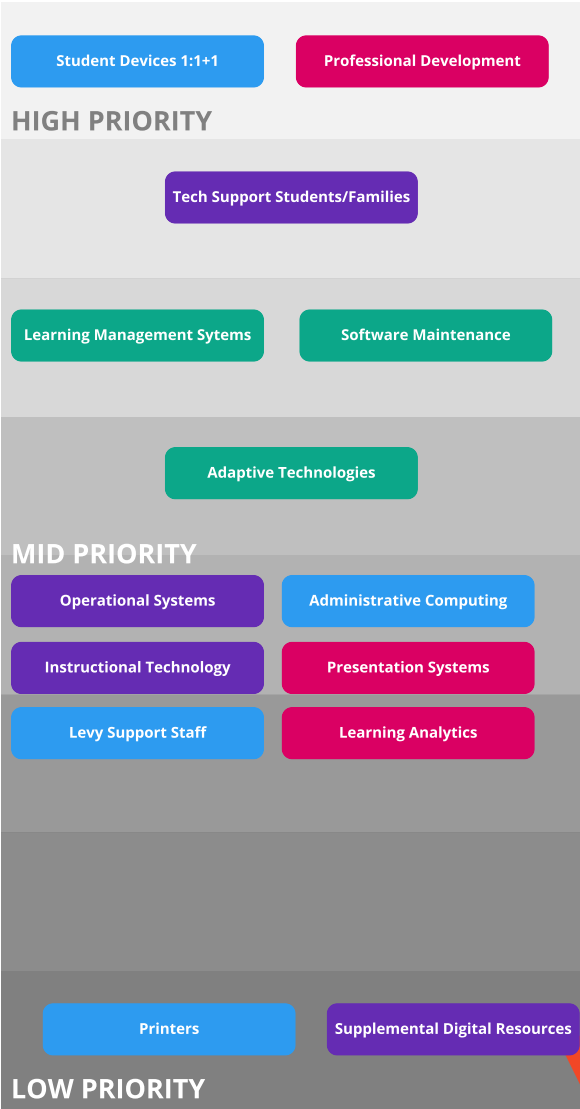 Student Devices 1:1+1
Professional Development
HIGH PRIORITY
Tech Support Students/Families
Learning Management Sytems
Software Maintenance
Adaptive Technologies
MID PRIORITY
Operational Systems
Administrative Computing
Instructional Technology
Presentation Systems
Levy Support Staff
Learning Analytics
Printers
Supplemental Digital Resources
LOW PRIORITY